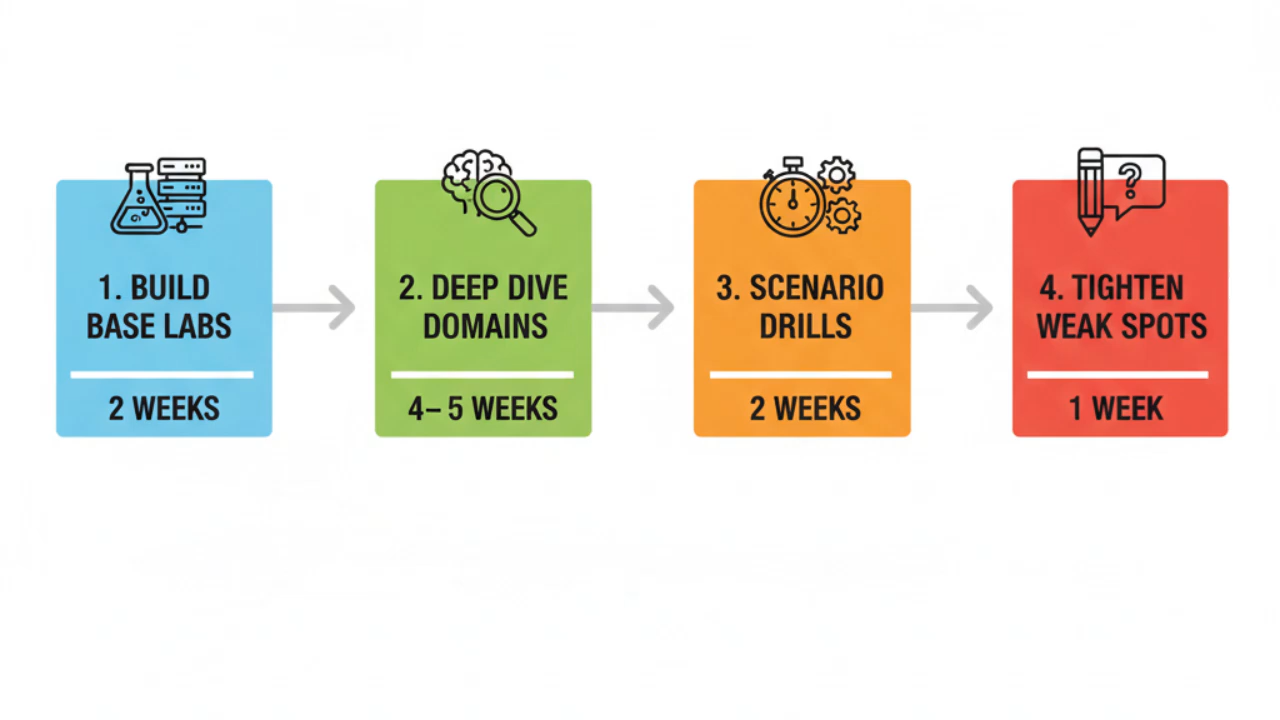 1. BUILD
BASE LABS
2 WEEKS
2. DEEP DIVE
DOMAINS
4–5 WEEKS
3. SCENARIO
DRILLS
2 WEEKS
?
4. TIGHTEN
WEAK SPOTS
1 WEEK